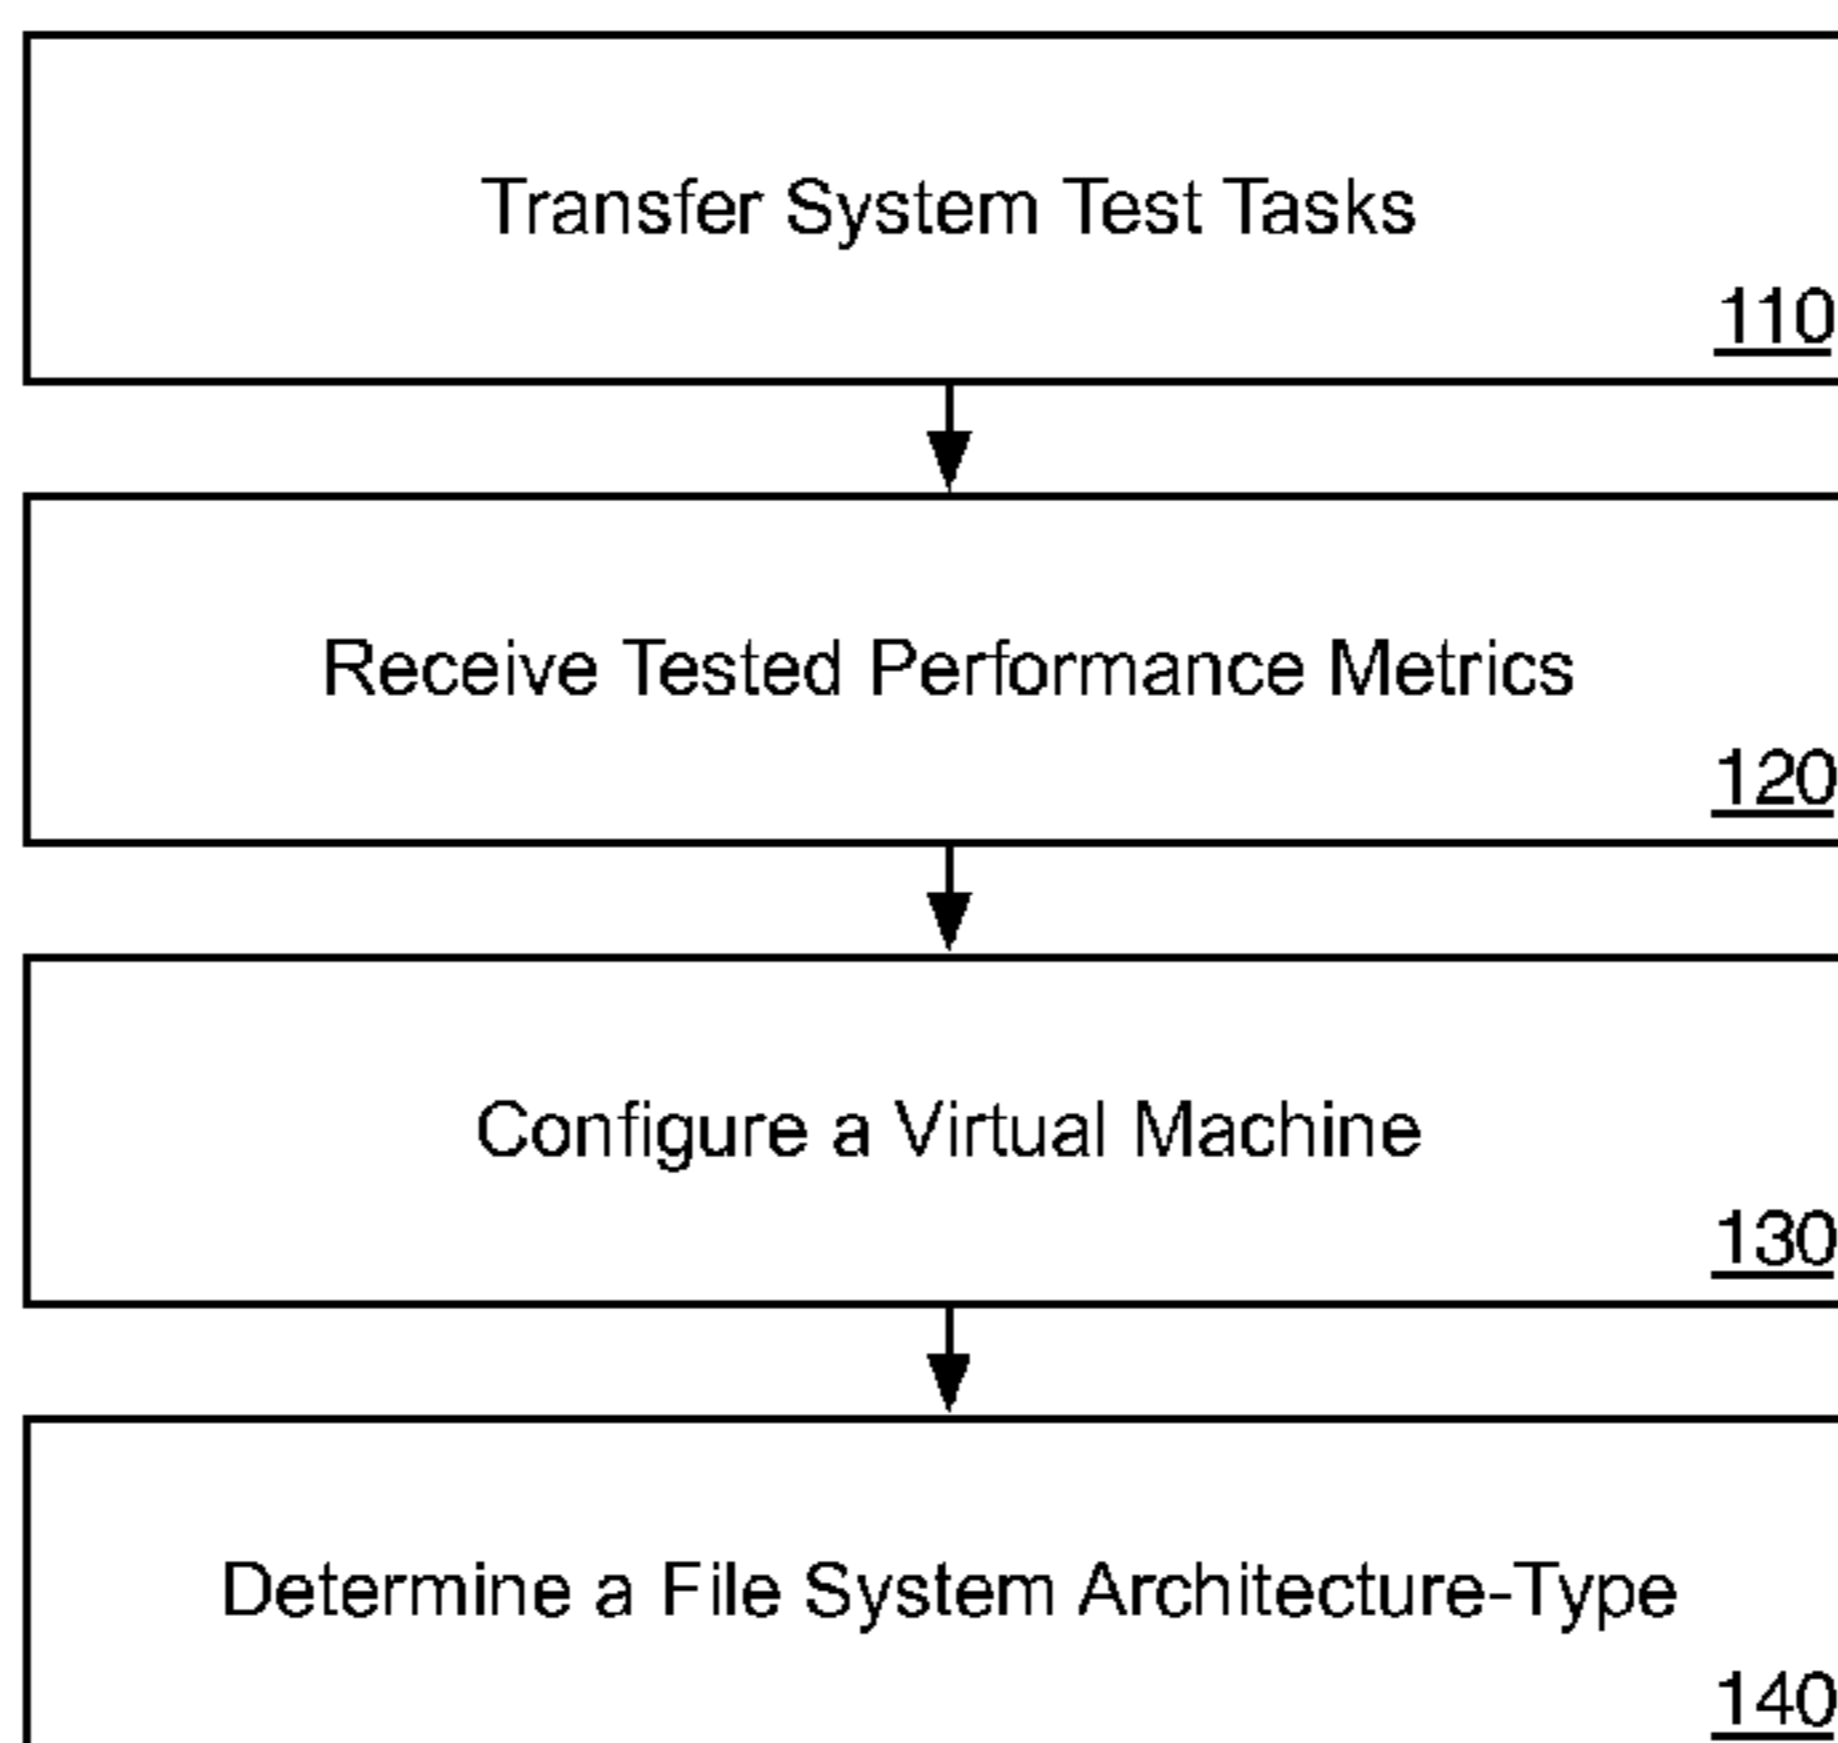 Transfer System Test Tasks
110
Receive Tested Performance Metrics
120
Configure a Virtual Machine
130
Determine a File System Architecture-Type
140